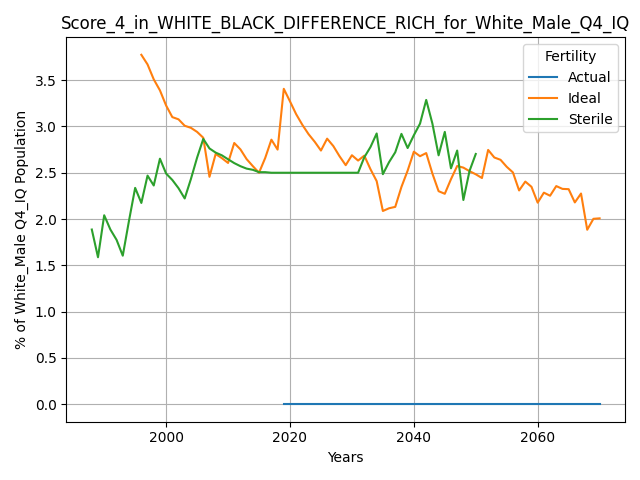 Score_4_in_WHITE_BLACK_DIFFERENCE_RICH_for_White_Male_Q4_IQ
Fertility
Actual
Ideal
Sterile
% of White_Male Q4_IQ Population
3.5
3.0
2.5
2.0
1.5
1.0
0.5
0.0
2000
2020
2040
2060
Years